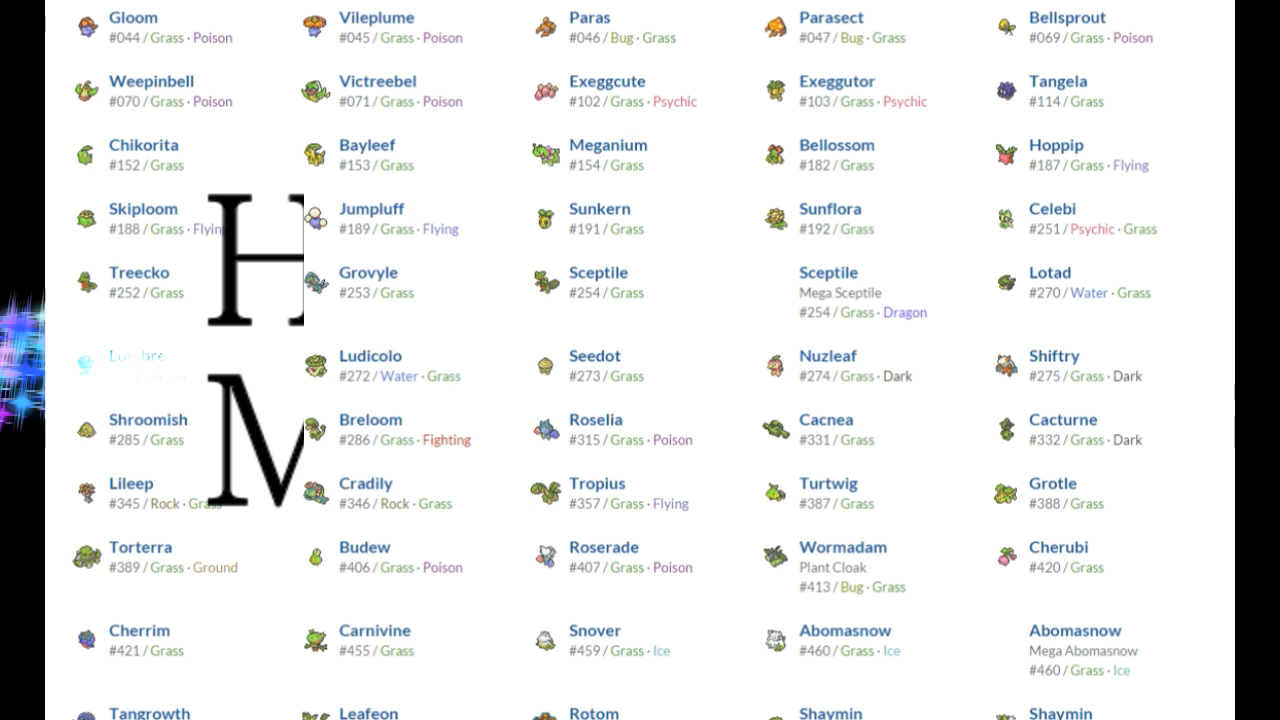 Gloom Vileplume Paras Parasect Bellsprout
#044 / Grass · Poison #045 / Grass · Poison #046 / Bug · Grass #047 / Bug · Grass #069 / Grass · Poison
Weepinbell Victreebel Exeggcute Exeggutor Tangela
#070 / Grass · Poison #071 / Grass · Poison #102 / Grass · Psychic #103 / Grass · Psychic #114 / Grass
Chikorita Bayleef Meganium Bellossom Hoppip
#152 / Grass #153 / Grass #154 / Grass #182 / Grass #187 / Grass · Flying
Skiploom Jumpluff Sunkern Sunflora Celebi
#188 / Grass · Flyin #189 / Grass · Flying #191 / Grass #192 / Grass #251 / Psychic · Grass
H
Treecko Grovyle Sceptile Sceptile Lotad
#252 / Grass #253 / Grass #254 / Grass Mega Sceptile #270 / Water · Grass
#254 / Grass · Dragon
Ludicolo Seedot Nuzleaf Shiftry
#272 / Water · Grass #273 / Grass #274 / Grass · Dark #275 / Grass · Dark
M
Shroomish Breloom Roselia Cacnea Cacturne
#285 / Grass #286 / Grass · Fighting #315 / Grass · Poison #331 / Grass #332 / Grass · Dark
Lileep Cradily Tropius Turtwig Grotle
#345 / Rock · Grass #346 / Rock · Grass #357 / Grass · Flying #387 / Grass #388 / Grass
Torterra Budew Roserade Wormadam Cherubi
#389 / Grass · Ground #406 / Grass · Poison #407 / Grass · Poison Plant Cloak #420 / Grass
#413 / Bug · Grass
Cherrim Carnivine Snover Abomasnow Abomasnow
#421 / Grass #455 / Grass #459 / Grass · Ice #460 / Grass · Ice Mega Abomasnow
#460 / Grass · Ice
Tangrowth Leafeon Rotom Shaymin Shaymin